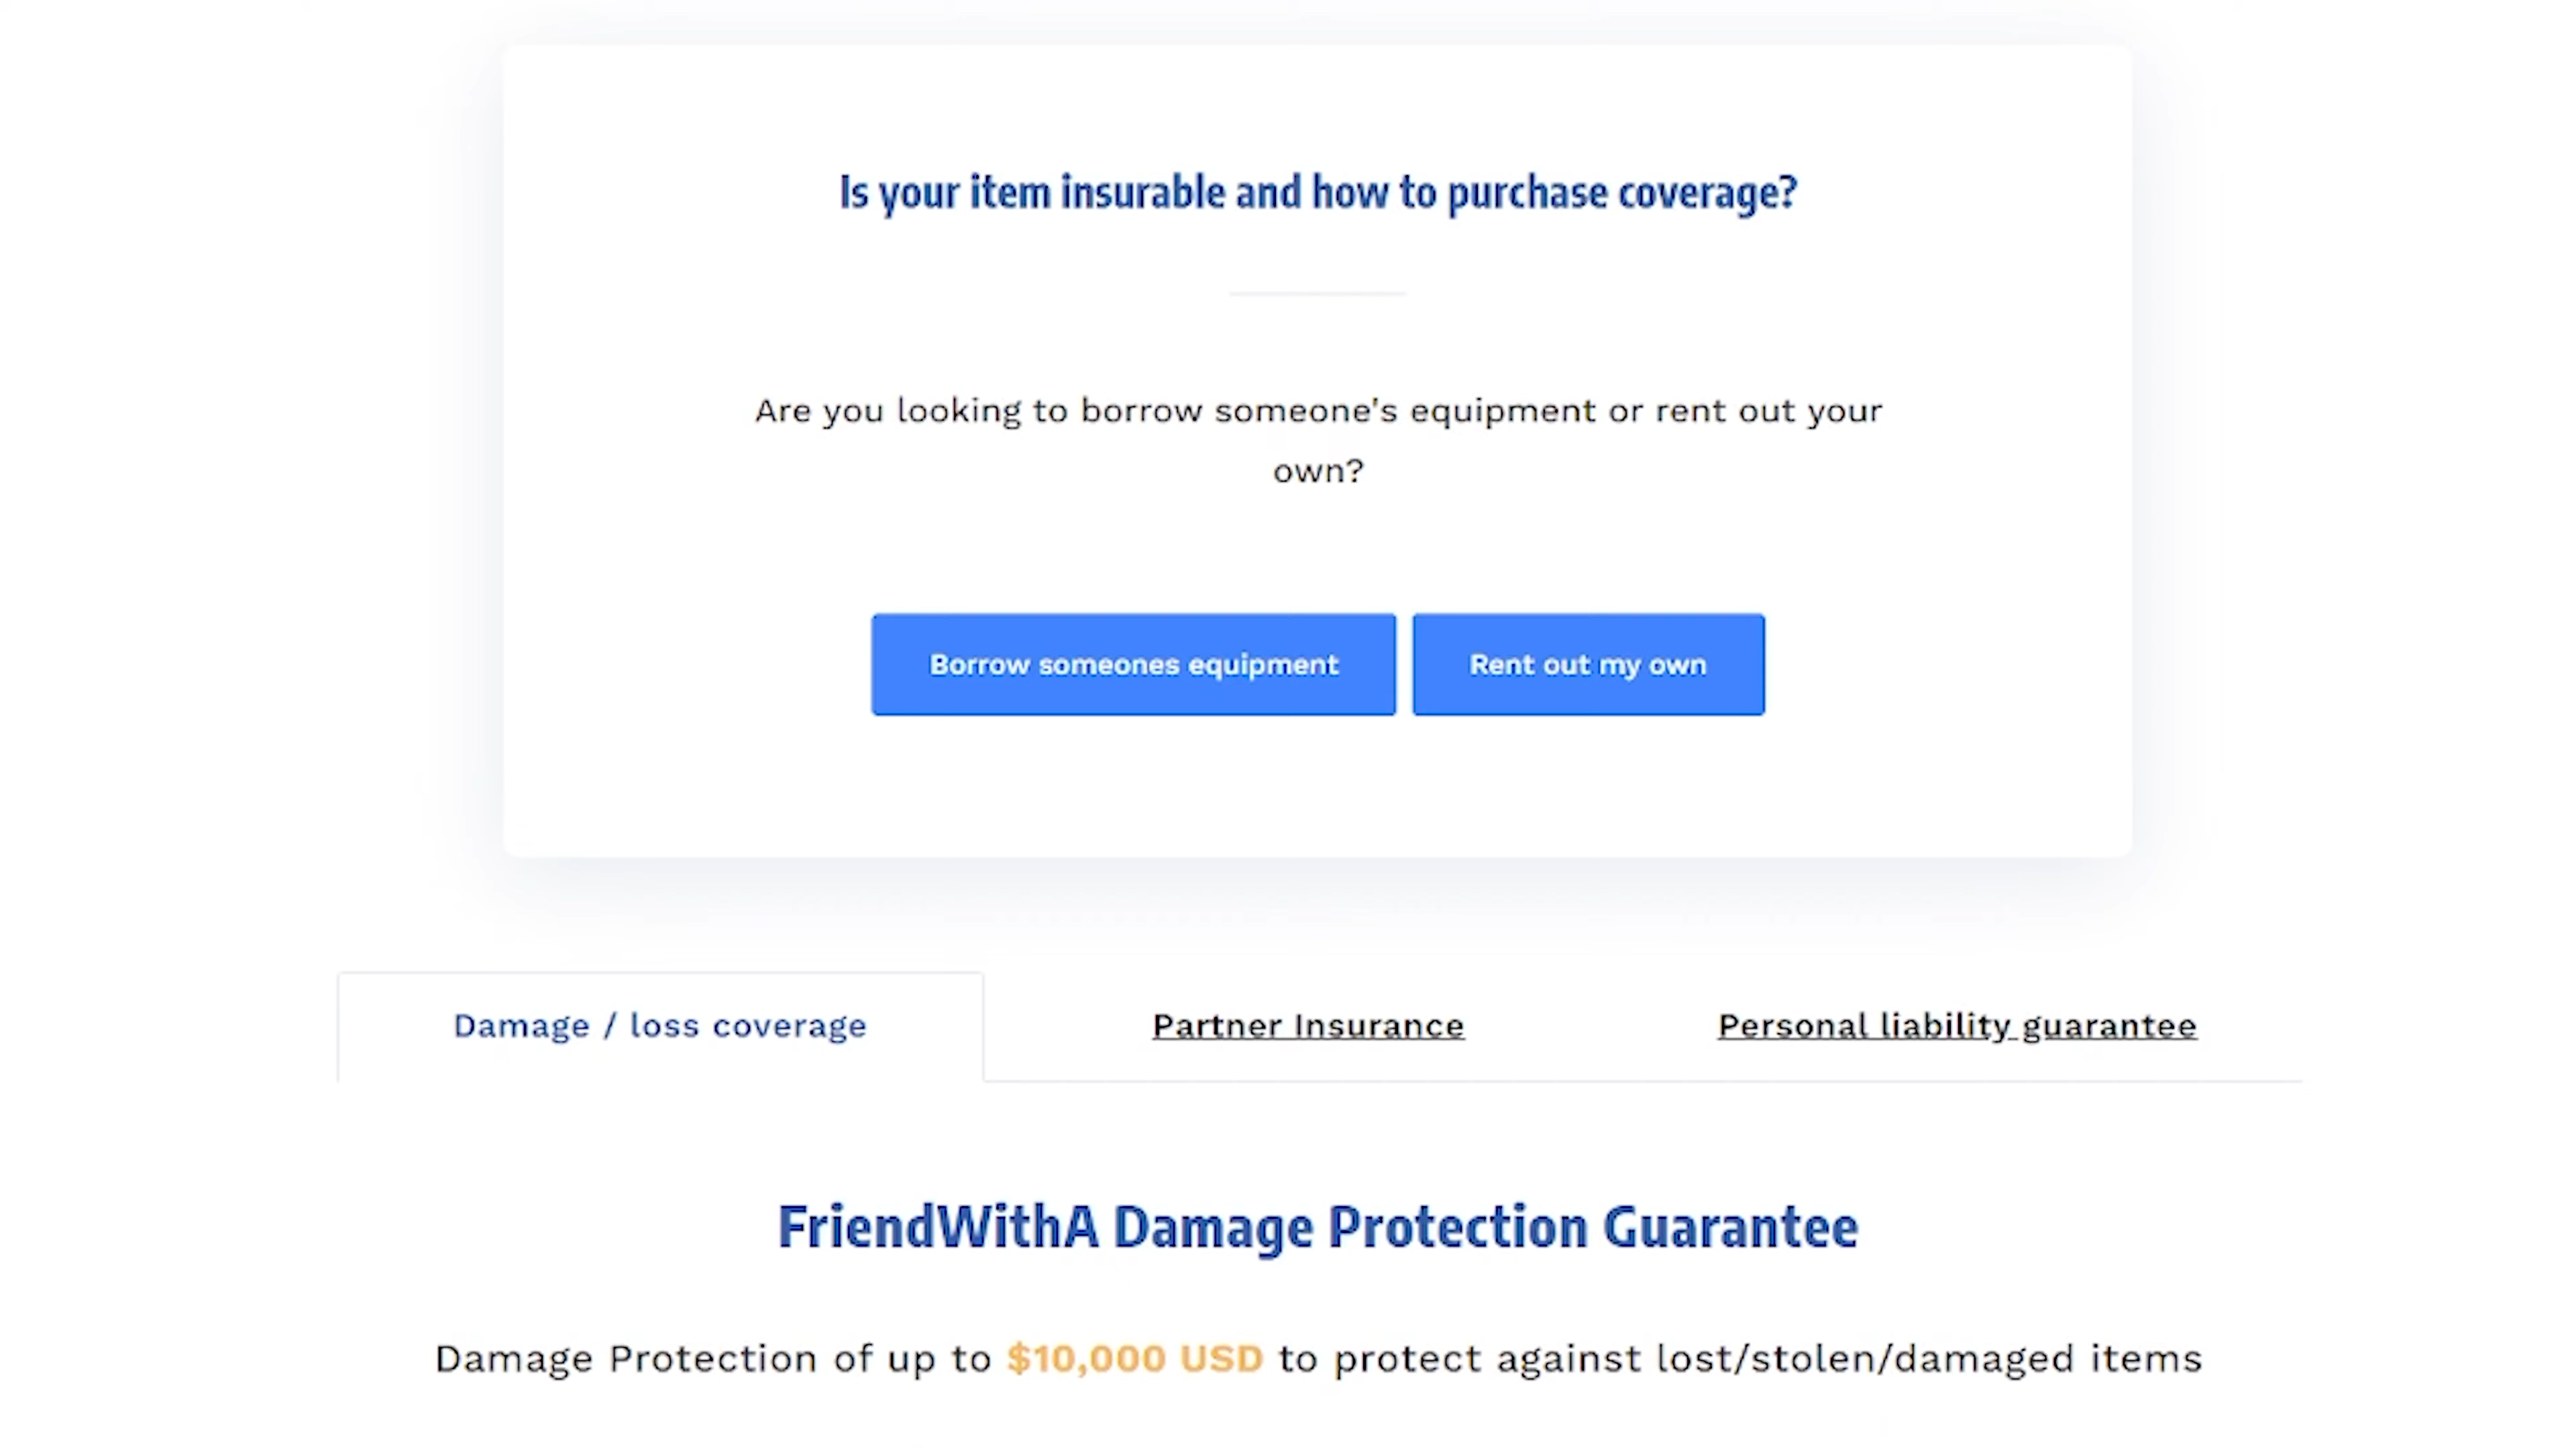 Is your item insurable and how to purchase coverage?
Are you looking to borrow someone's equipment or rent out your
own?
Borrow someones equipment
Rent out my own
Damage / loss coverage
Partner Insurance
Personal liability guarantee
FriendWithA Damage Protection Guarantee
Damage Protection of up to $10,000 USD to protect against lost/stolen/damaged items